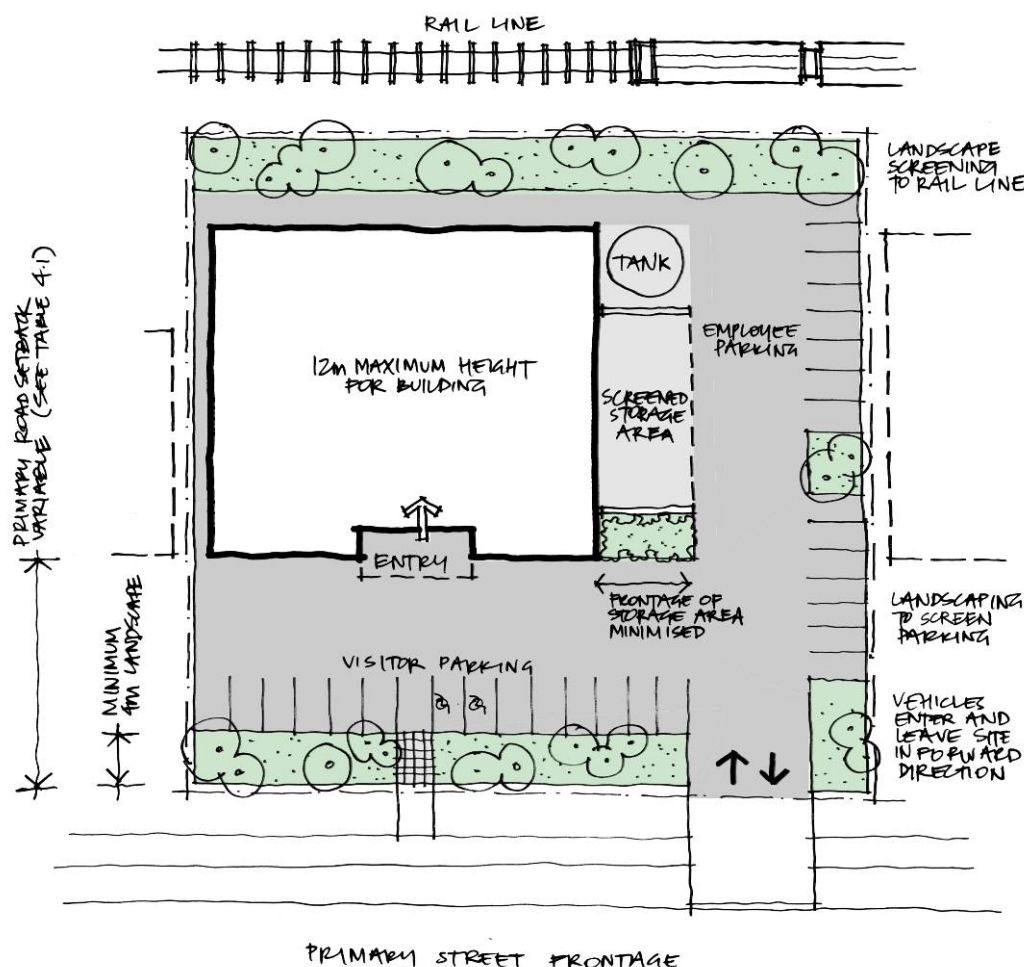 RAIL LINE
LANDSCAPE
SCREENING
TO RAIL LINE
TANK
EMPLOYEE
PARKING
12m MAXIMUM HEIGHT
FOR BUILDING
SCREENED
STORAGE
AREA
PRIMARY ROAD SETBACK
VARIABLE (SEE TABLE 4.1)
ENTRY
FRONTAGE OF
STORAGE AREA
MINIMISED
LANDSCAPING
TO SCREEN
PARKING
MINIMUM
4m LANDSCAPE
VISITOR PARKING
VEHICLES
ENTER AND
LEAVE SITE
IN FORWARD
DIRECTION
PRIMARY STREET FRONTAGE